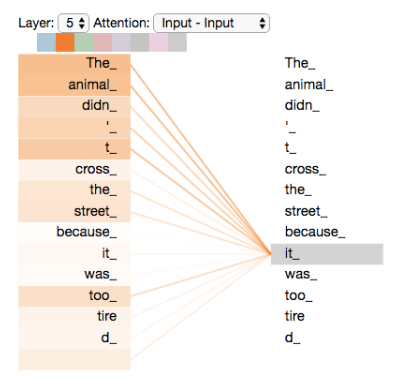 Layer: 5 Attention: Input - Input
The_ The_
animal_ animal_
didn_ didn_
'_ '_
t_ t_
cross_ cross_
the_ the_
street_ street_
because_ because_
it_ it_
was_ was_
too_ too_
tire tire
d_ d_